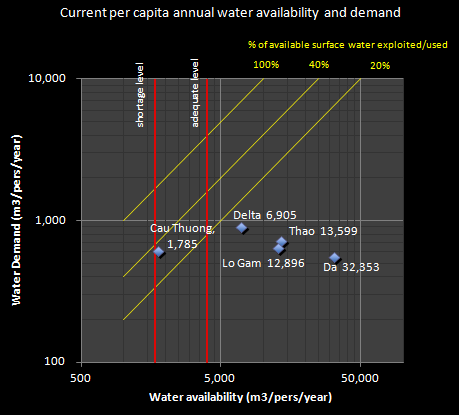 Current per capita annual water availability and demand
% of available surface water exploited/used
100% 40% 20%
10,000
1,000
100
shortage level
adequate level
Delta 6,905
Cau Thuong,
1,785
Thao 13,599
Lo Gam 12,896
Da 32,353
500 5,000 50,000
Water Demand (m3/pers/year)
Water availability (m3/pers/year)